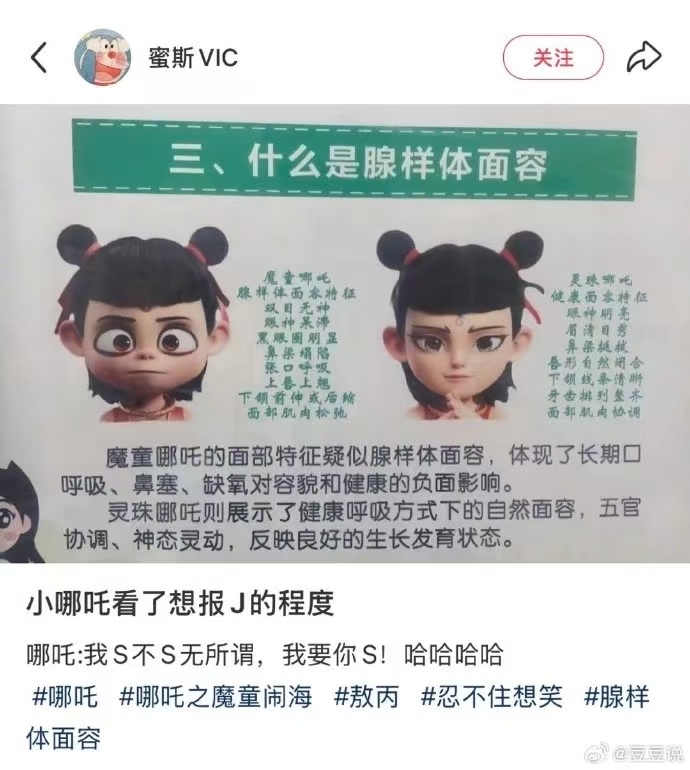 蜜斯VIC
关注
三、什么是腺样体面容
魔童哪吒
腺样体面容特征
双目无神
眼神呆滞
黑眼圈明显
鼻梁塌陷
张口呼吸
上唇上翘
下颌前伸或后缩
面部肌肉松弛
灵珠哪吒
健康面容特征
眼神明亮
眉清目秀
鼻梁挺拔
唇形自然闭合
下颌线条清晰
牙齿排列整齐
面部肌肉协调
魔童哪吒的面部特征疑似腺样体面容，体现了长期口
呼吸、鼻塞、缺氧对容貌和健康的负面影响。
灵珠哪吒则展示了健康呼吸方式下的自然面容，五官
协调、神态灵动，反映良好的生长发育状态。
小哪吒看了想报J的程度
哪吒:我S不S无所谓，我要你S！哈哈哈哈
#哪吒 #哪吒之魔童闹海 #敖丙 #忍不住想笑 #腺样
体面容
@豆豆说